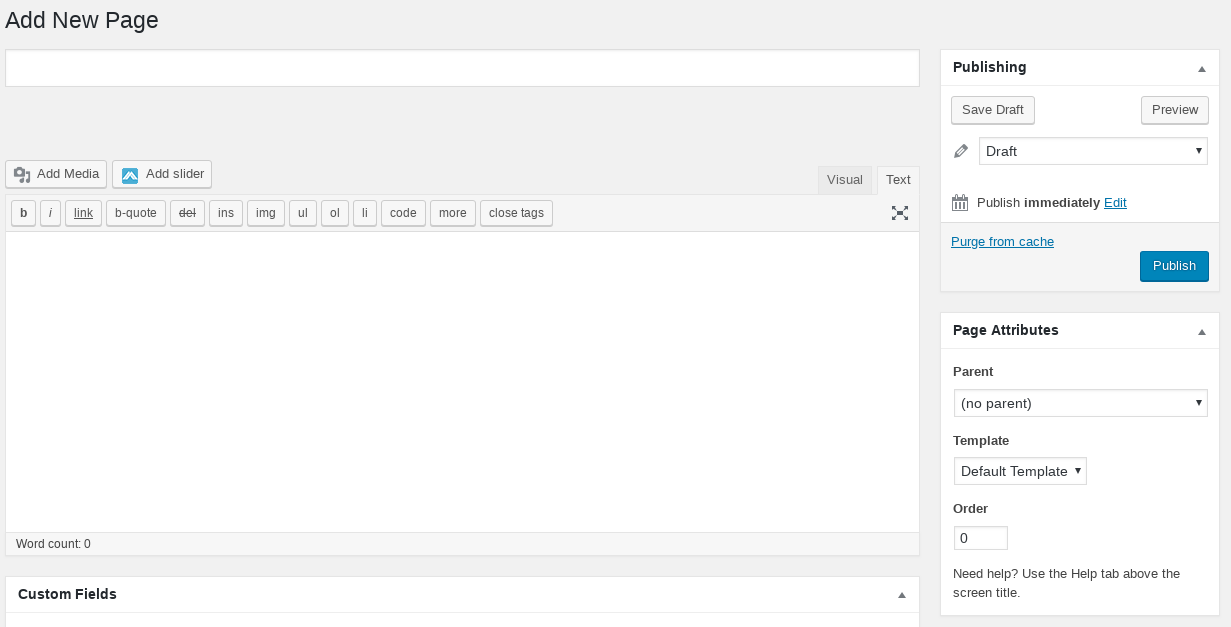 Add New Page
Add Media Add slider Visual Text
b i link b-quote del ins img ul ol li code more close tags
Word count: 0
Custom Fields
Publishing
Save Draft Preview
Draft
Publish immediately Edit
Purge from cache
Publish
Page Attributes
Parent
(no parent)
Template
Default Template
Order
0
Need help? Use the Help tab above the
screen title.